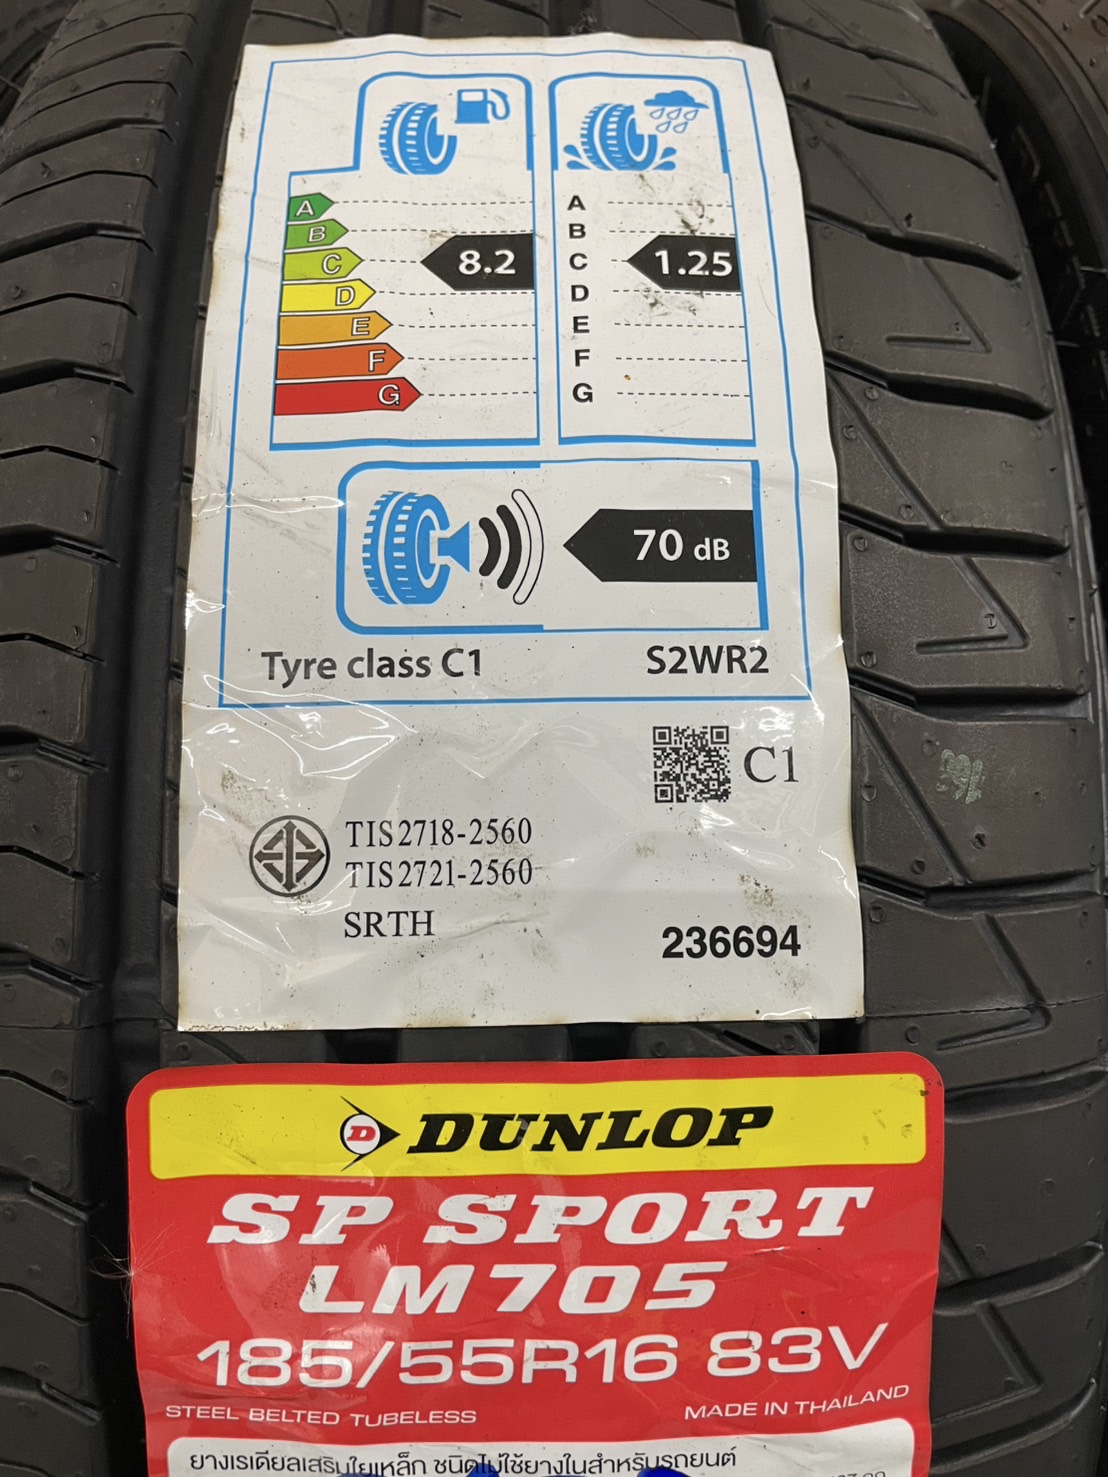 A A
B B
C 8.2 C 1.25
D D
E E
F F
G G
70 dB
Tyre class C1 S2WR2
C1
TIS 2718-2560
TIS 2721-2560
SRTH
236694
D DUNLOP
SP SPORT
LM705
185/55R16 83V
STEEL BELTED TUBELESS MADE IN THAILAND
ยางเรเดียลเสริมใยเหล็ก ชนิดไม่ใช้ยางในสำหรับรถยนต์